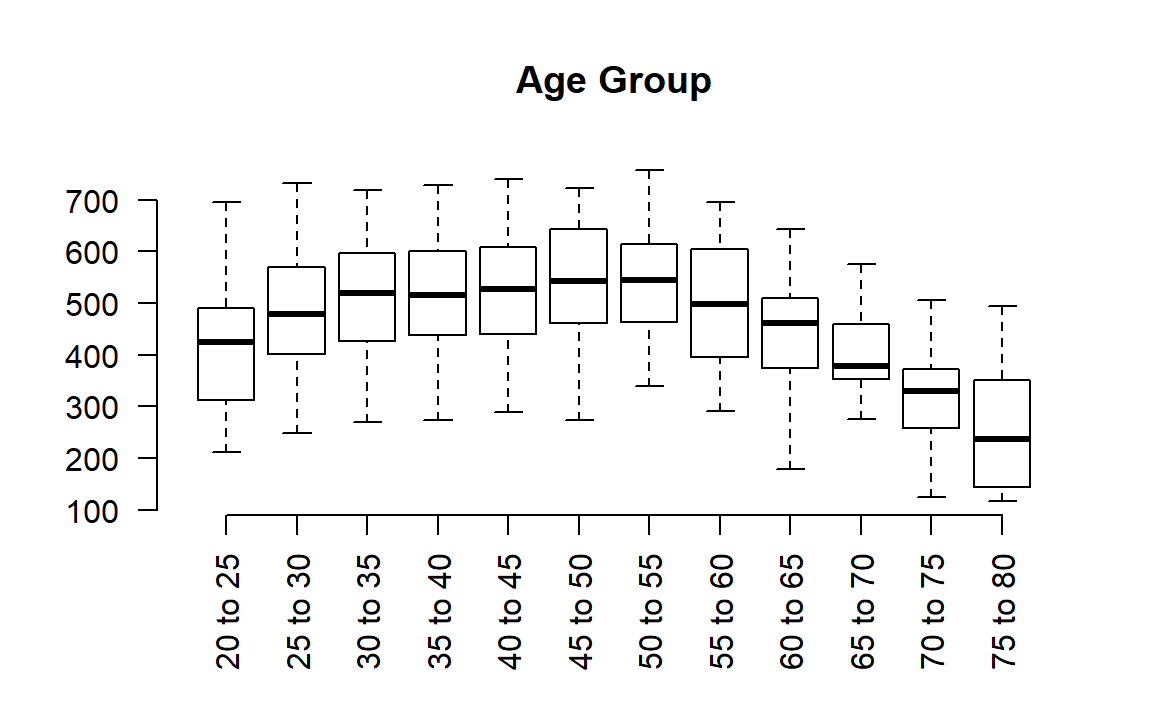 Age Group
700
600
500
400
300
200
100
20 to 25
25 to 30
30 to 35
35 to 40
40 to 45
45 to 50
50 to 55
55 to 60
60 to 65
65 to 70
70 to 75
75 to 80